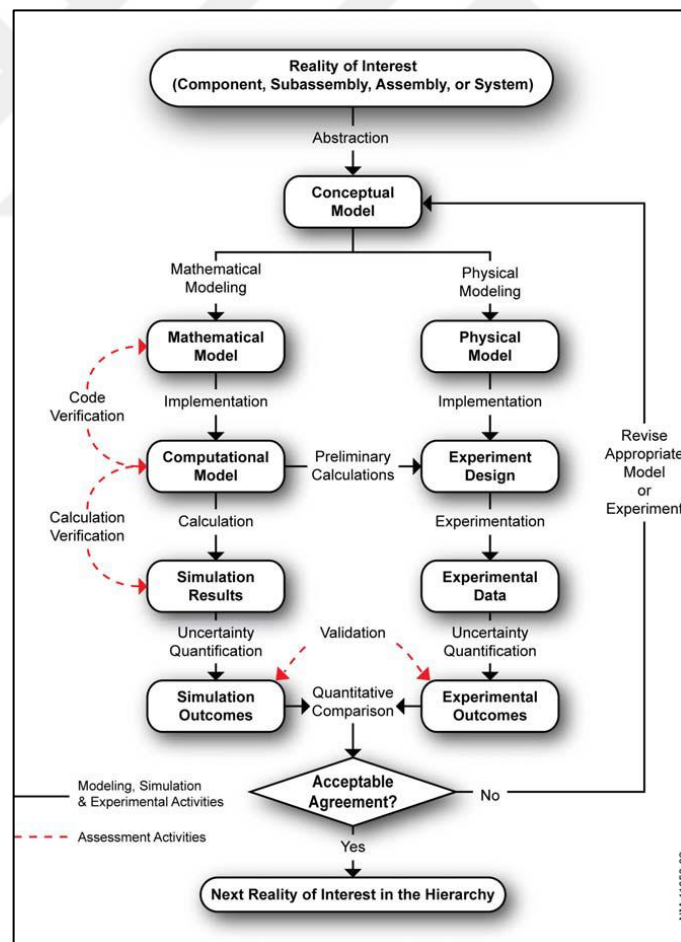 Reality of Interest
(Component, Subassembly, Assembly, or System)
Abstraction
Conceptual
Model
Mathematical
Modeling
Physical
Modeling
Mathematical
Model
Physical
Model
Code
Verification
Implementation
Implementation
Revise
Appropriate
Model
or
Experiment
Computational
Model
Preliminary
Calculations
Experiment
Design
Calculation
Verification
Calculation
Experimentation
Simulation
Results
Experimental
Data
Uncertainty
Quantification
Validation
Uncertainty
Quantification
Simulation
Outcomes
Quantitative
Comparison
Experimental
Outcomes
Modeling, Simulation
& Experimental Activities
Acceptable
Agreement?
No
Assessment Activities
Yes
Next Reality of Interest in the Hierarchy